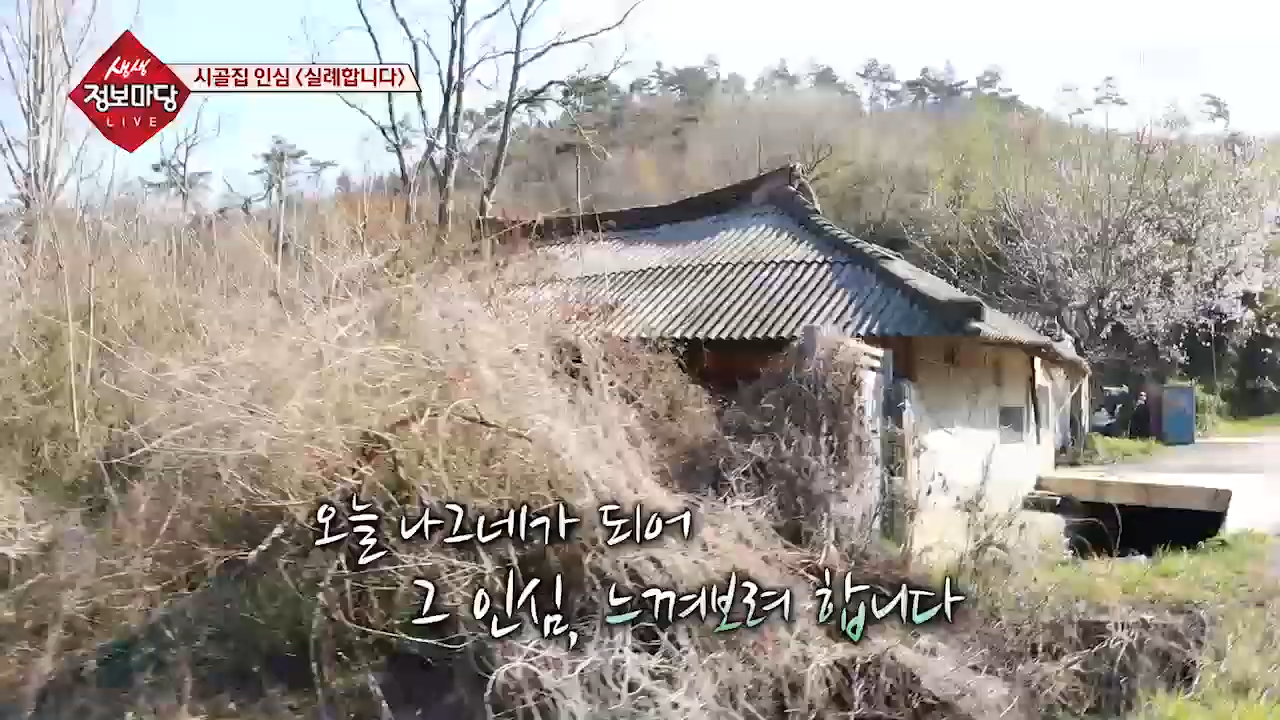 생생
정보마당
LIVE
시골집 인심 <실례합니다>
오늘 나그네가 되어
그 인심, 느껴보려 합니다